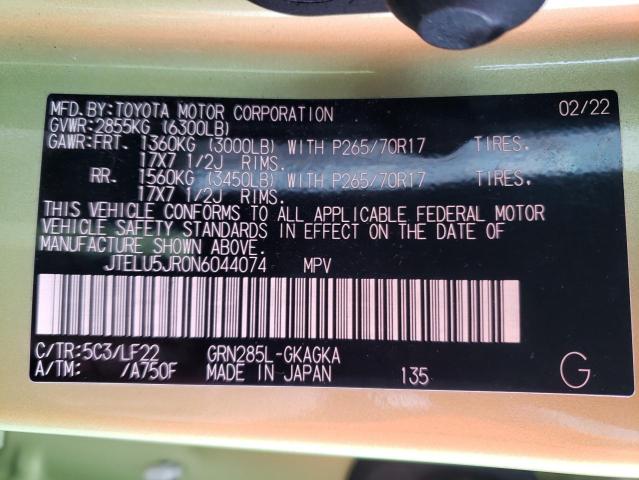 MFD.BY:TOYOTA MOTOR CORPORATION 02/22
GVWR:2855KG (6300LB)
GAWR:FRT. 1360KG (3000LB) WITH P265/70R17 TIRES.
17X7 1/2J RIMS.
RR. 1560KG (3450LB) WITH P265/70R17 TIRES.
17X7 1/2J RIMS.
THIS VEHICLE CONFORMS TO ALL APPLICABLE FEDERAL MOTOR
VEHICLE SAFETY STANDARDS IN EFFECT ON THE DATE OF
MANUFACTURE SHOWN ABOVE.
JTELU5JR0N6044074 MPV
C/TR:5C3/LF22 GRN285L-GKAGKA
A/TM: /A750F MADE IN JAPAN 135 G